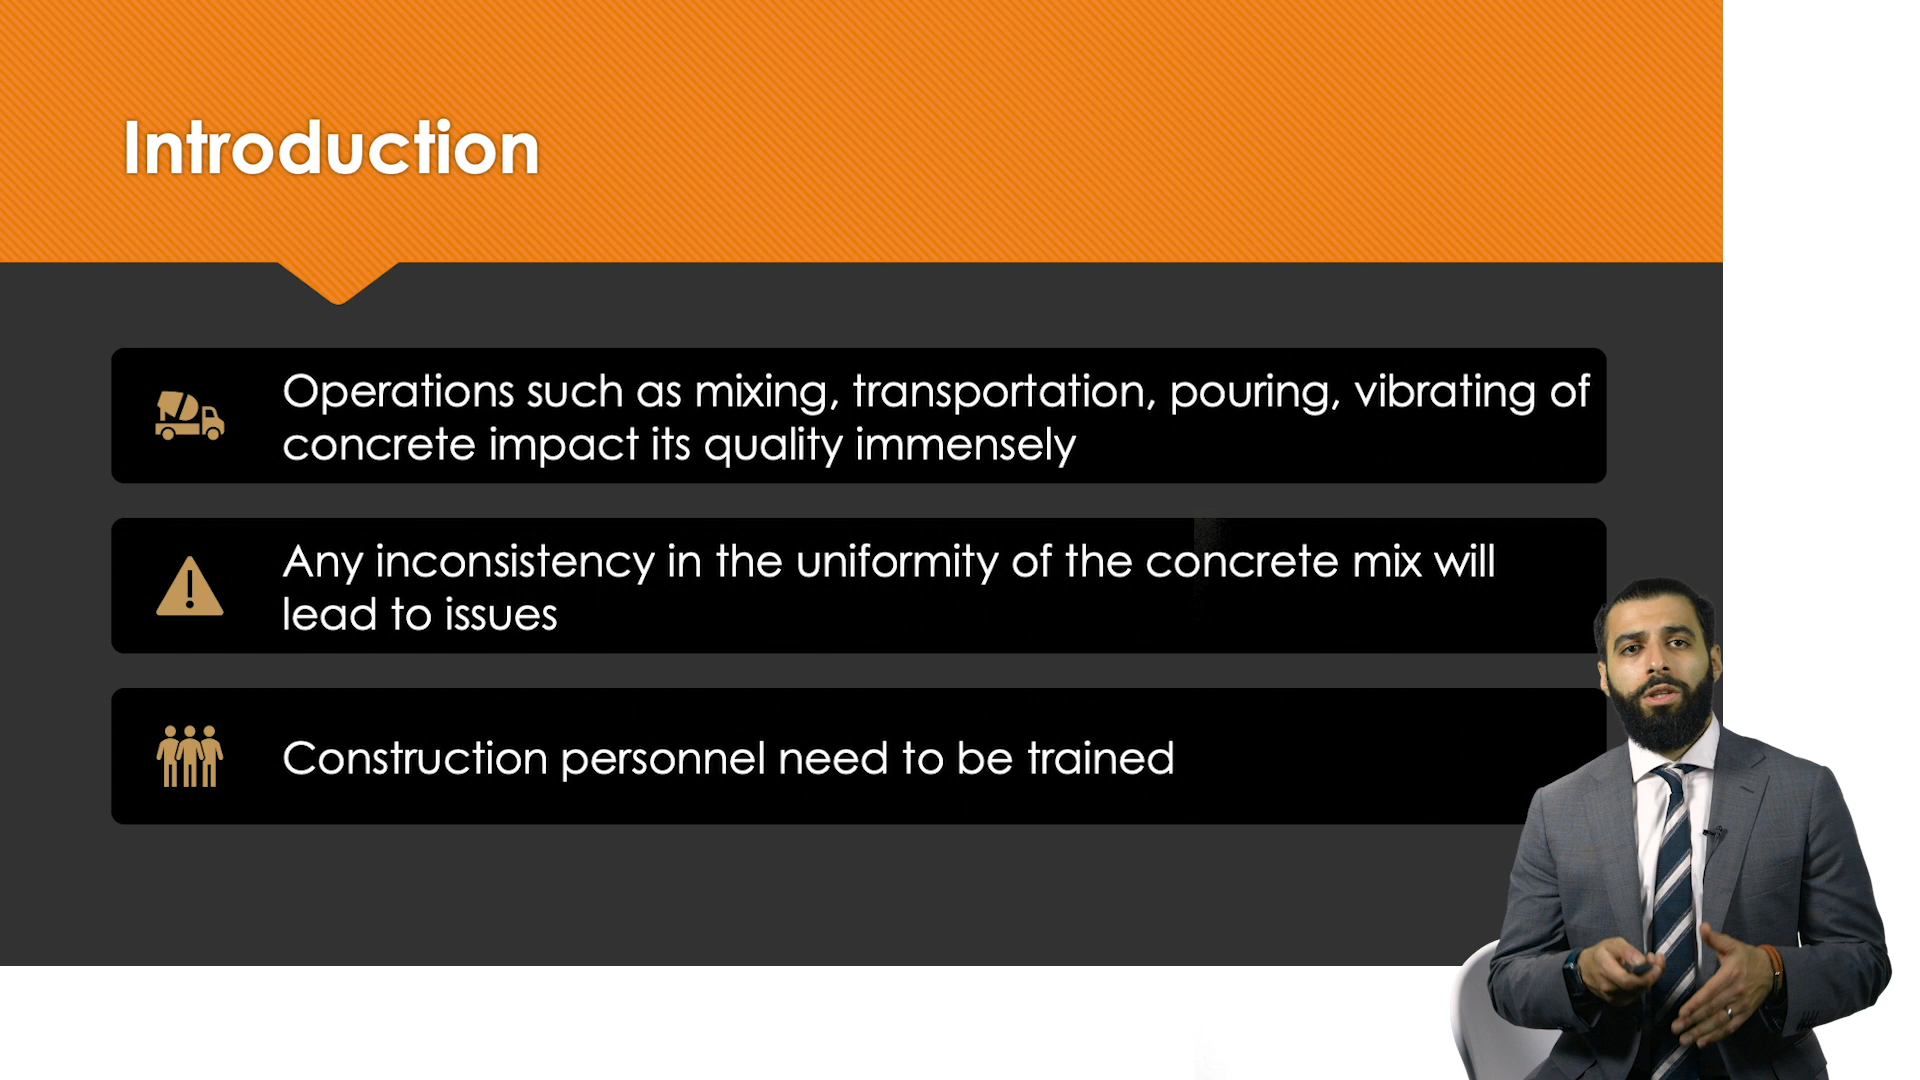 Introduction
Operations such as mixing, transportation, pouring, vibrating of
concrete impact its quality immensely
Any inconsistency in the uniformity of the concrete mix will
lead to issues
Construction personnel need to be trained